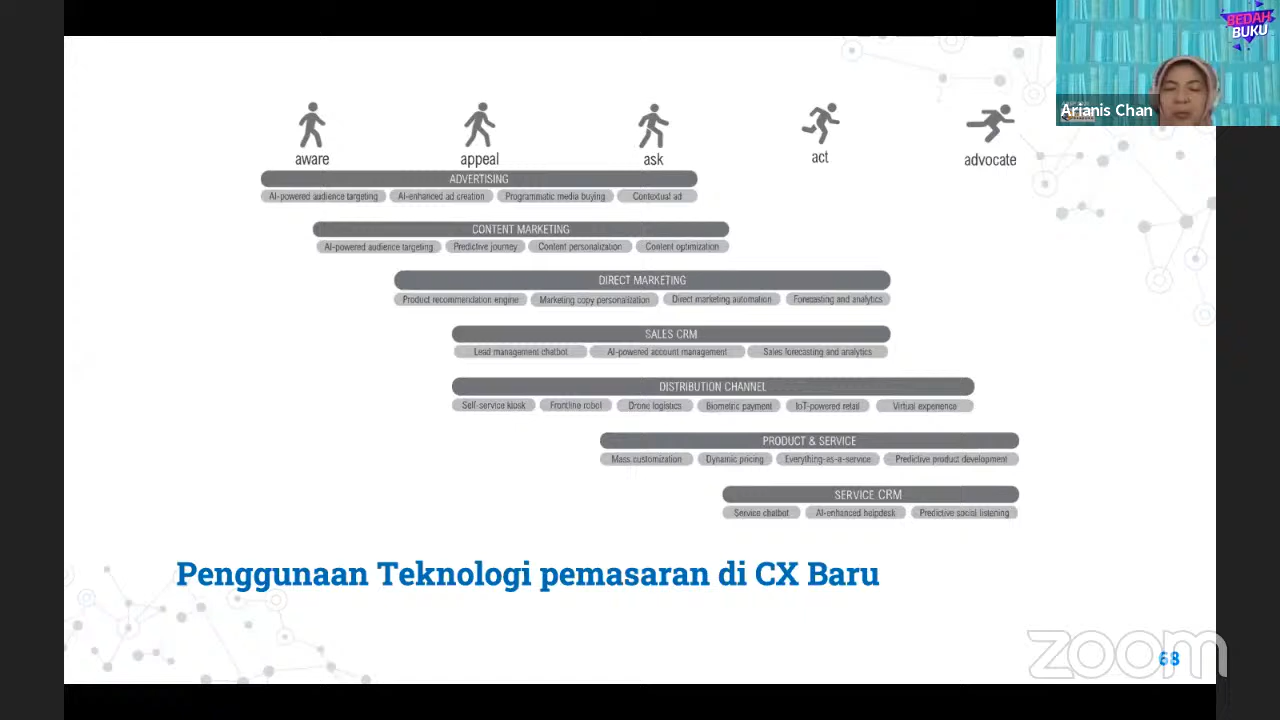 BEDAH
BUKU
Arianis Chan
aware appeal ask act advocate
ADVERTISING
AI-powered audience targeting AI-enhanced ad creation Programmatic media buying Contextual ad
CONTENT MARKETING
AI-powered audience targeting Predictive journey Content personalization Content optimization
DIRECT MARKETING
Product recommendation engine Marketing copy personalization Direct marketing automation Forecasting and analytics
SALES CRM
Lead management chatbot AI-powered account management Sales forecasting and analytics
DISTRIBUTION CHANNEL
Self-service kiosk Frontline robot Drone logistics Biometric payment IoT-powered retail Virtual experience
PRODUCT & SERVICE
Mass customization Dynamic pricing Everything-as-a-service Predictive product development
SERVICE CRM
Service chatbot AI-enhanced helpdesk Predictive social listening
Penggunaan Teknologi pemasaran di CX Baru
zoom
68